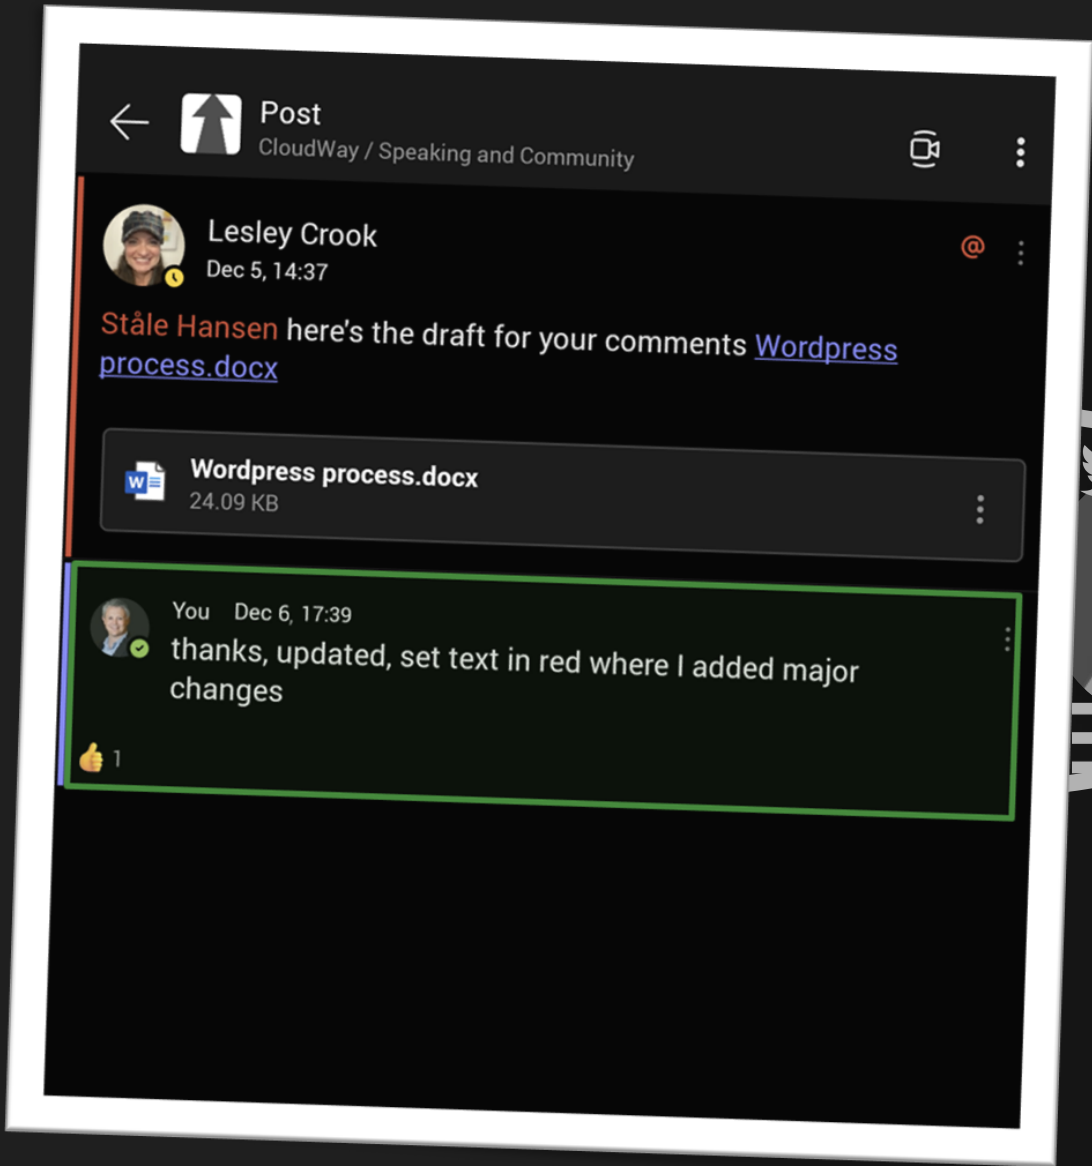 Post
CloudWay / Speaking and Community
Lesley Crook
Dec 5, 14:37
@
Ståle Hansen here's the draft for your comments Wordpress
process.docx
W
Wordpress process.docx
24.09 KB
You Dec 6, 17:39
thanks, updated, set text in red where I added major
changes
1